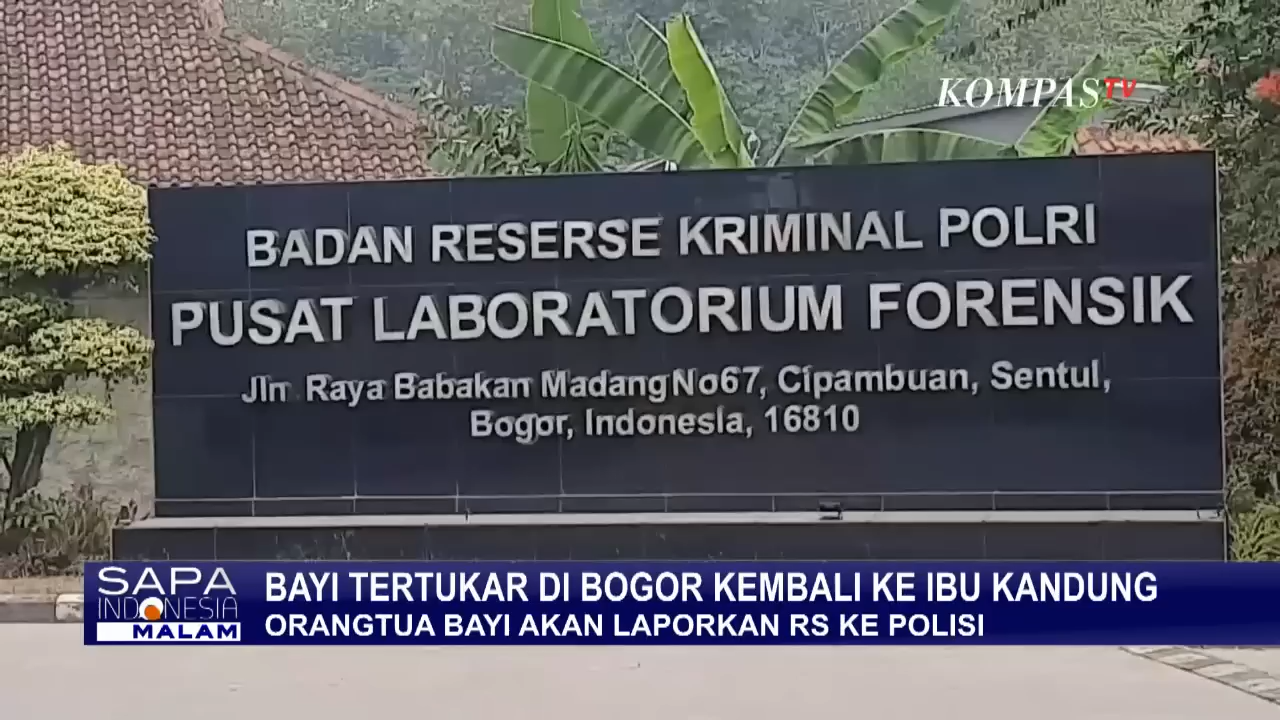 KOMPASTV
BADAN RESERSE KRIMINAL POLRI
PUSAT LABORATORIUM FORENSIK
Jln Raya Babakan Madang No67, Cipambuan, Sentul,
Bogor, Indonesia, 16810
SAPA
INDONESIA
MALAM
BAYI TERTUKAR DI BOGOR KEMBALI KE IBU KANDUNG
ORANGTUA BAYI AKAN LAPORKAN RS KE POLISI